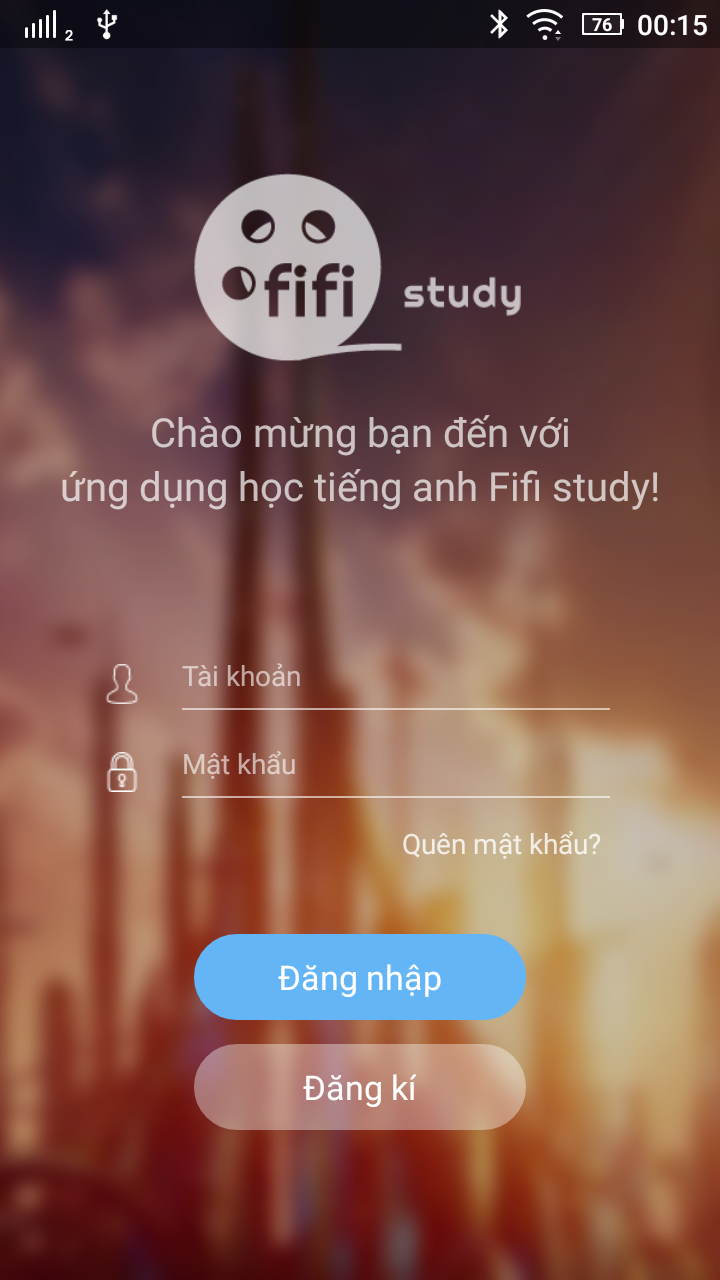 2
76
00:15
fifi study
Chào mừng bạn đến với
ứng dụng học tiếng anh Fifi study!
Tài khoản
Mật khẩu
Quên mật khẩu?
Đăng nhập
Đăng kí